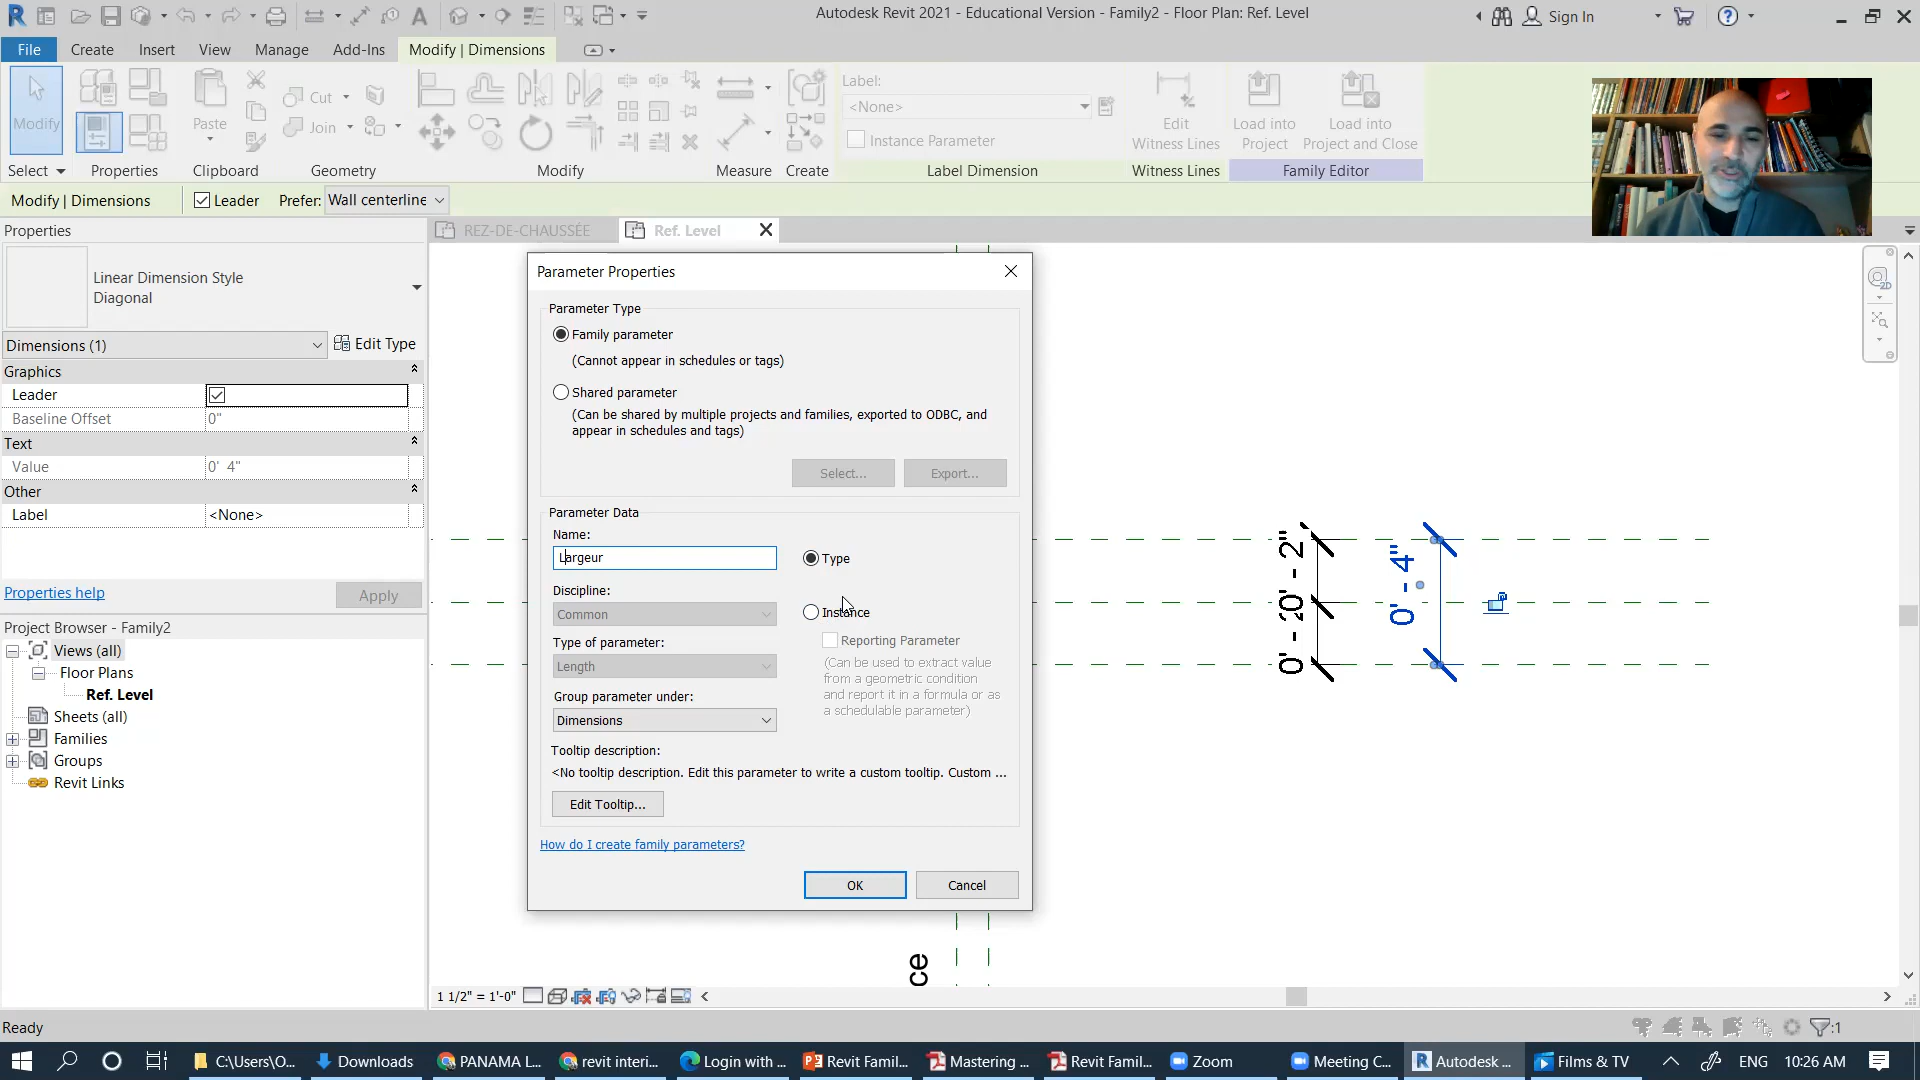 Autodesk Revit 2021 - Educational Version - Family2 - Floor Plan: Ref. Level
Sign In
File Create Insert View Manage Add-Ins Modify | Dimensions
Modify
Paste
Cut
Join
Label:
<None>
Instance Parameter
Edit
Witness Lines
Load into
Project
Load into
Project and Close
Select Properties Clipboard Geometry Modify Measure Create Label Dimension Witness Lines Family Editor
Modify | Dimensions Leader Prefer: Wall centerline
Properties
REZ-DE-CHAUSSÉE
Ref. Level
Linear Dimension Style
Diagonal
Dimensions (1)
Edit Type
Graphics
Leader
Baseline Offset 0"
Text
Value 0' 4"
Other
Label <None>
Properties help
Apply
Project Browser - Family2
Views (all)
Floor Plans
Ref. Level
Sheets (all)
Families
Groups
Revit Links
Parameter Properties
Parameter Type
Family parameter
(Cannot appear in schedules or tags)
Shared parameter
(Can be shared by multiple projects and families, exported to ODBC, and
appear in schedules and tags)
Select...
Export...
Parameter Data
Name:
Largeur
Type
Discipline:
Common
Instance
Type of parameter:
Length
Reporting Parameter
(Can be used to extract value
from a geometric condition
and report it in a formula or as
a schedulable parameter)
Group parameter under:
Dimensions
Tooltip description:
<No tooltip description. Edit this parameter to write a custom tooltip. Custom ...
Edit Tooltip...
How do I create family parameters?
OK
Cancel
0' - 2"
0' - 4"
ce
1 1/2" = 1'-0"
Ready
:1
C:\Users\O...
Downloads
PANAMA L...
revit interi...
Login with ...
Revit Famil...
Mastering ...
Revit Famil...
Zoom
Meeting C...
Autodesk ...
Films & TV
ENG
10:26 AM